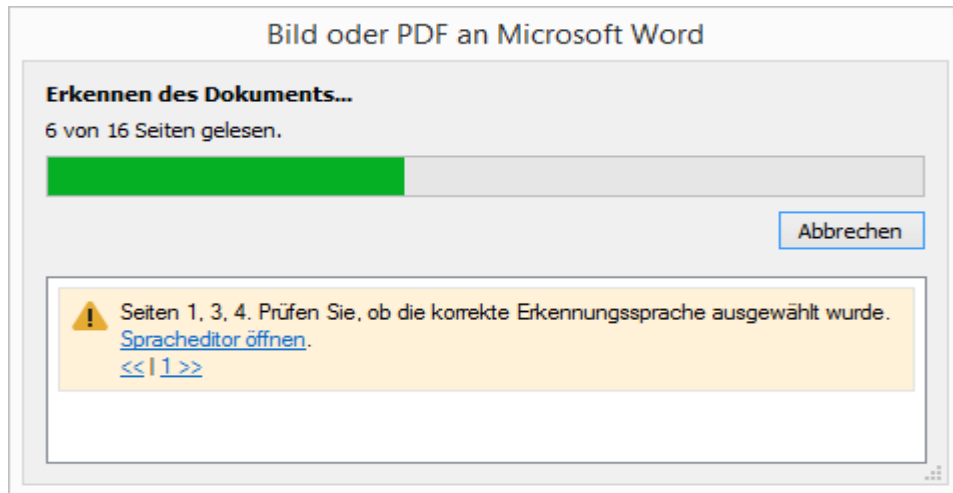 Bild oder PDF an Microsoft Word
Erkennen des Dokuments...
6 von 16 Seiten gelesen.
Abbrechen
Seiten 1, 3, 4. Prüfen Sie, ob die korrekte Erkennungssprache ausgewählt wurde.
Spracheditor öffnen.
<< | 1 >>